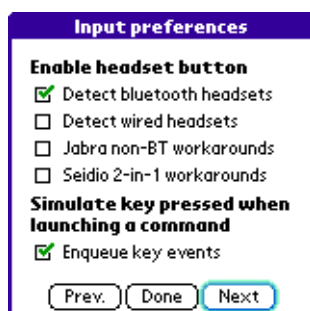 Input preferences
Enable headset button
Detect bluetooth headsets
Detect wired headsets
Jabra non-BT workarounds
Seidio 2-in-1 workarounds
Simulate key pressed when
launching a command
Enqueue key events
Prev. Done Next